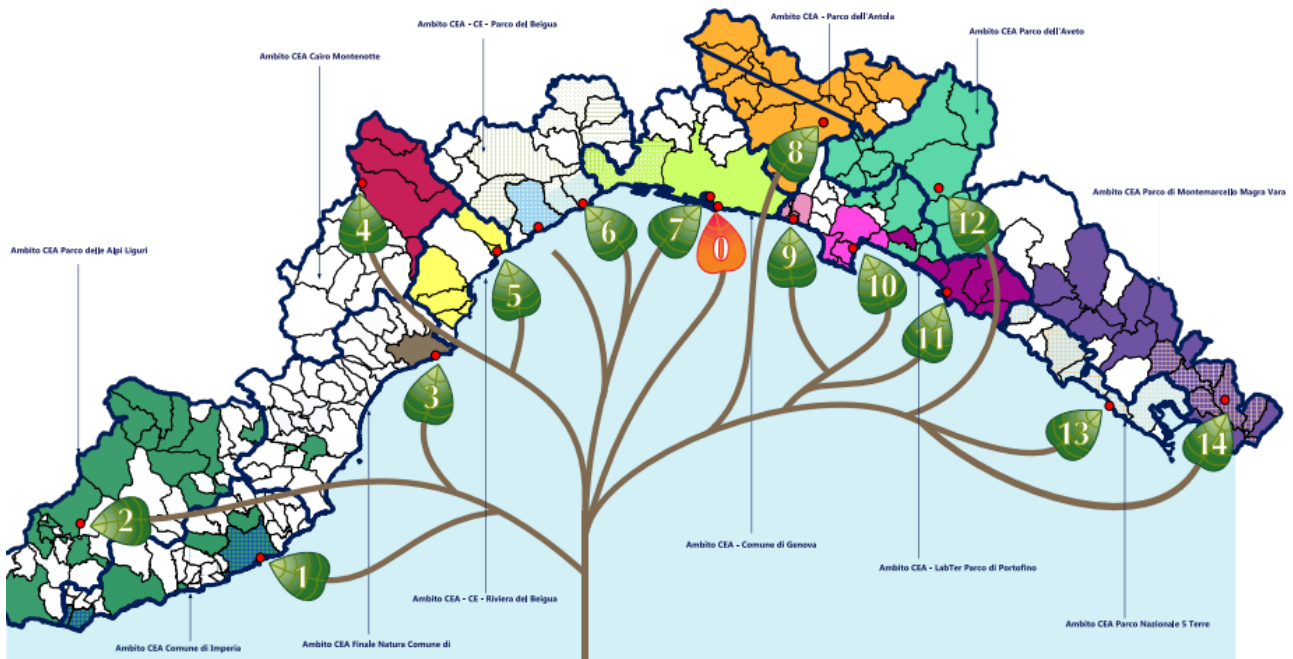 Ambito CEA - Parco dell'Antola
Ambito CEA - CE - Parco del Beigua
Ambito CEA Parco dell'Aveto
Ambito CEA Cairo Montenotte
8
Ambito CEA Parco di Montemarcello Magra Vara
4
6
7
0
12
9
Ambito CEA Parco delle Alpi Liguri
5
10
11
3
13
14
2
Ambito CEA - Comune di Genova
1
Ambito CEA - LabTer Parco di Portofino
Ambito CEA - CE - Riviera del Beigua
Ambito CEA Parco Nazionale 5 Terre
Ambito CEA Finale Natura Comune di
Ambito CEA Comune di Imperia